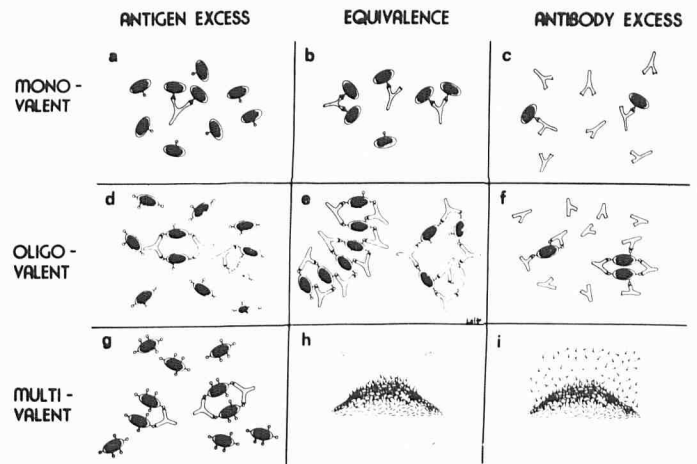 ANTIGEN EXCESS EQUIVALENCE ANTIBODY EXCESS
MONO-
VALENT
a b c
OLIGO-
VALENT
d e f
MULTI-
VALENT
g h i